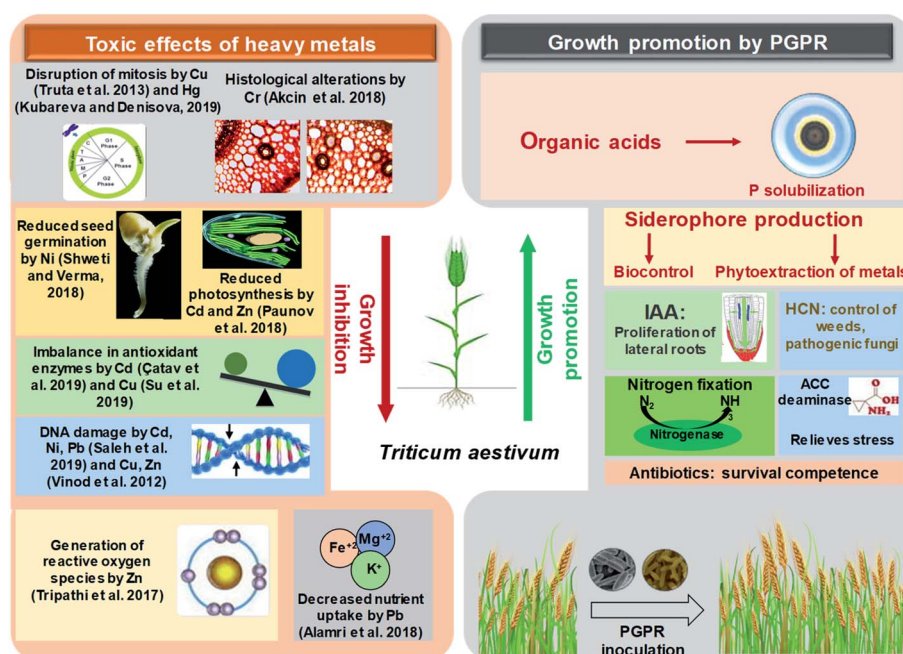 Toxic effects of heavy metals
Disruption of mitosis by Cu
(Truta et al. 2013) and Hg
(Kubareva and Denisova, 2019)
Histological alterations by
Cr (Akcin et al. 2018)
G1
Phase
S
Phase
G2
Phase
C
T
A
M
P
Reduced seed
germination
by Ni (Shweti
and Verma,
2018)
Reduced
photosynthesis by
Cd and Zn (Paunov
et al. 2018)
Imbalance in antioxidant
enzymes by Cd (Çatav et
al. 2019) and Cu (Su et al.
2019)
DNA damage by Cd,
Ni, Pb (Saleh et al.
2019) and Cu, Zn
(Vinod et al. 2012)
Generation of
reactive oxygen
species by Zn
(Tripathi et al. 2017)
Fe+2
Mg+2
K+
Decreased nutrient
uptake by Pb
(Alamri et al. 2018)
Growth
inhibition
Growth
promotion
Triticum aestivum
Growth promotion by PGPR
Organic acids
P solubilization
Siderophore production
Biocontrol
Phytoextraction of metals
IAA:
Proliferation of
lateral roots
HCN: control of
weeds,
pathogenic fungi
Nitrogen fixation
N2
NH3
Nitrogenase
ACC
deaminase
O
OH
NH2
Relieves stress
Antibiotics: survival competence
PGPR
inoculation